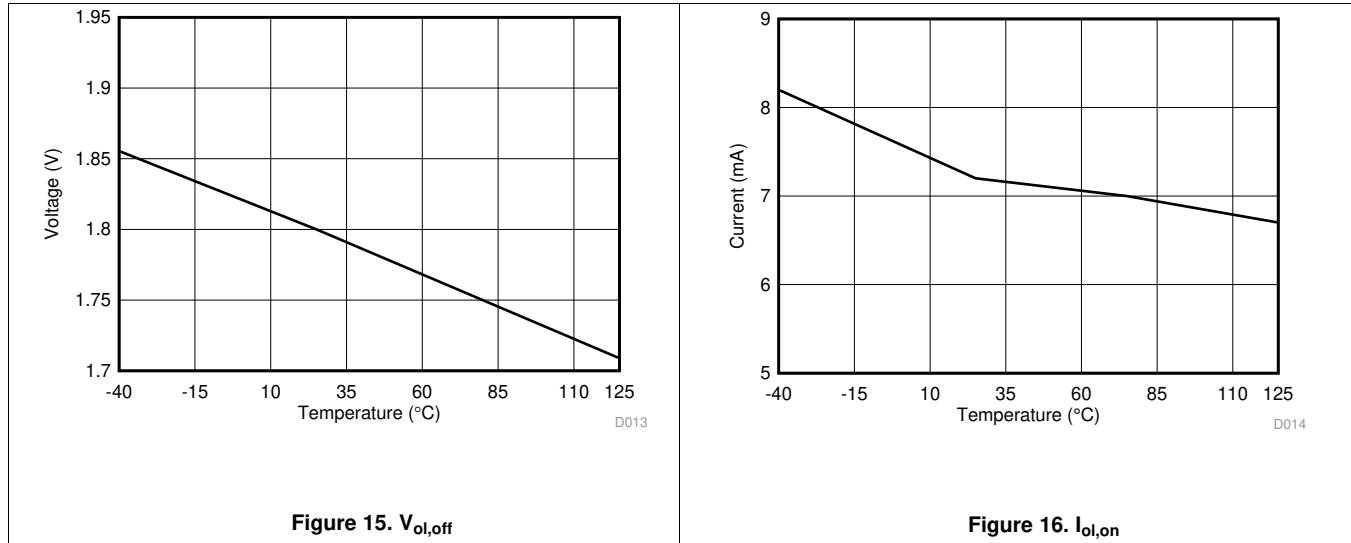 1.95
1.9
1.85
1.8
1.75
1.7
Voltage (V)
-40 -15 10 35 60 85 110 125
Temperature (°C)
D013
Figure 15. Vol,off
9
8
7
6
5
Current (mA)
-40 -15 10 35 60 85 110 125
Temperature (°C)
D014
Figure 16. Iol,on